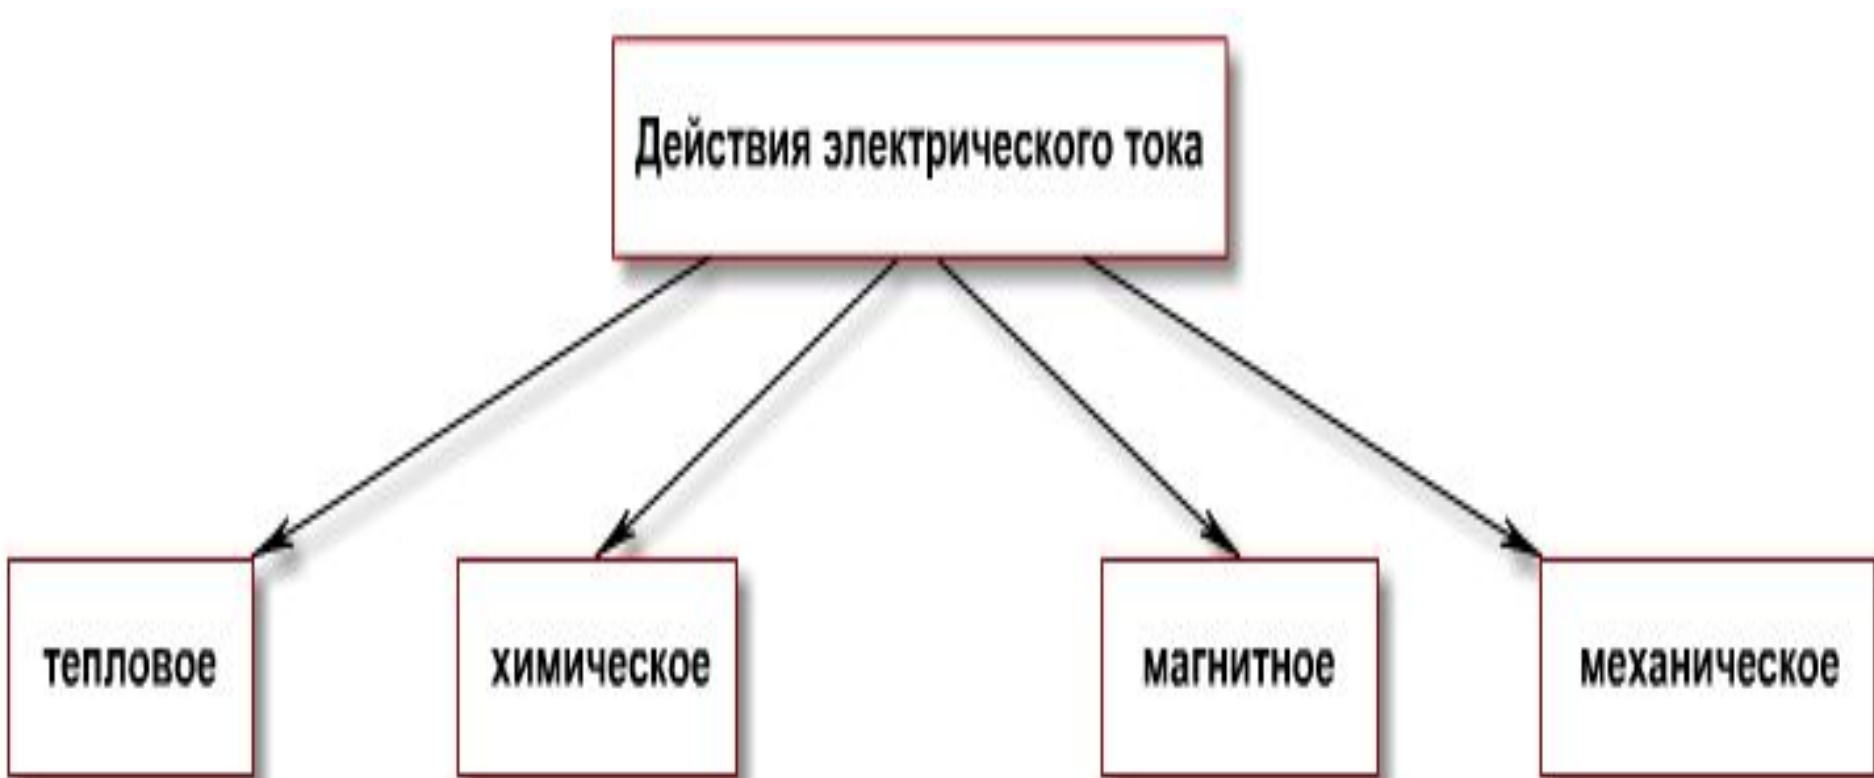 Действия электрического тока
тепловое
химическое
магнитное
механическое